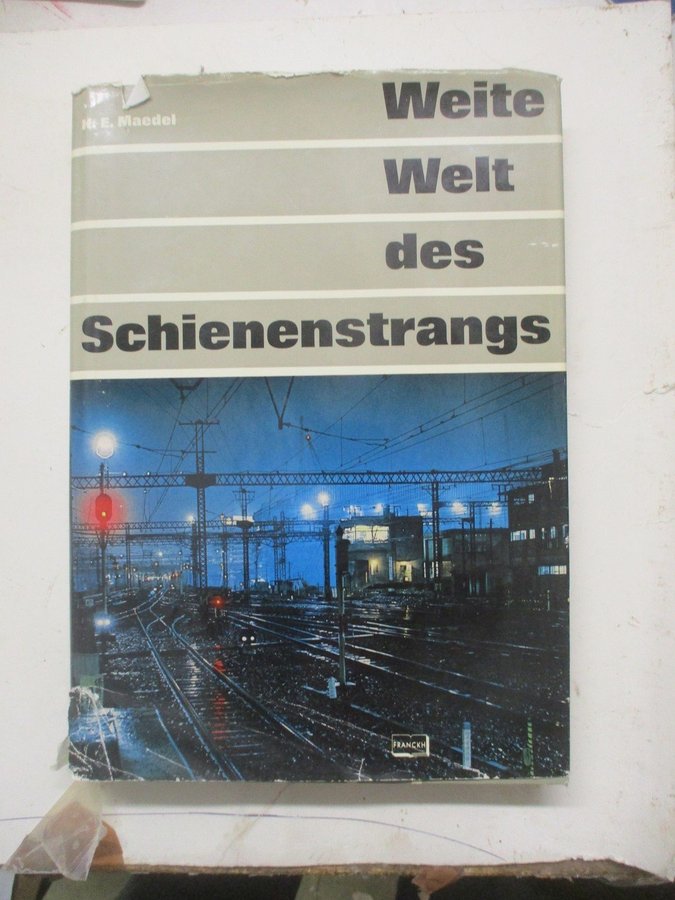 K. E. Maedel
Weite
Welt
des
Schienenstrangs
FRANCKH